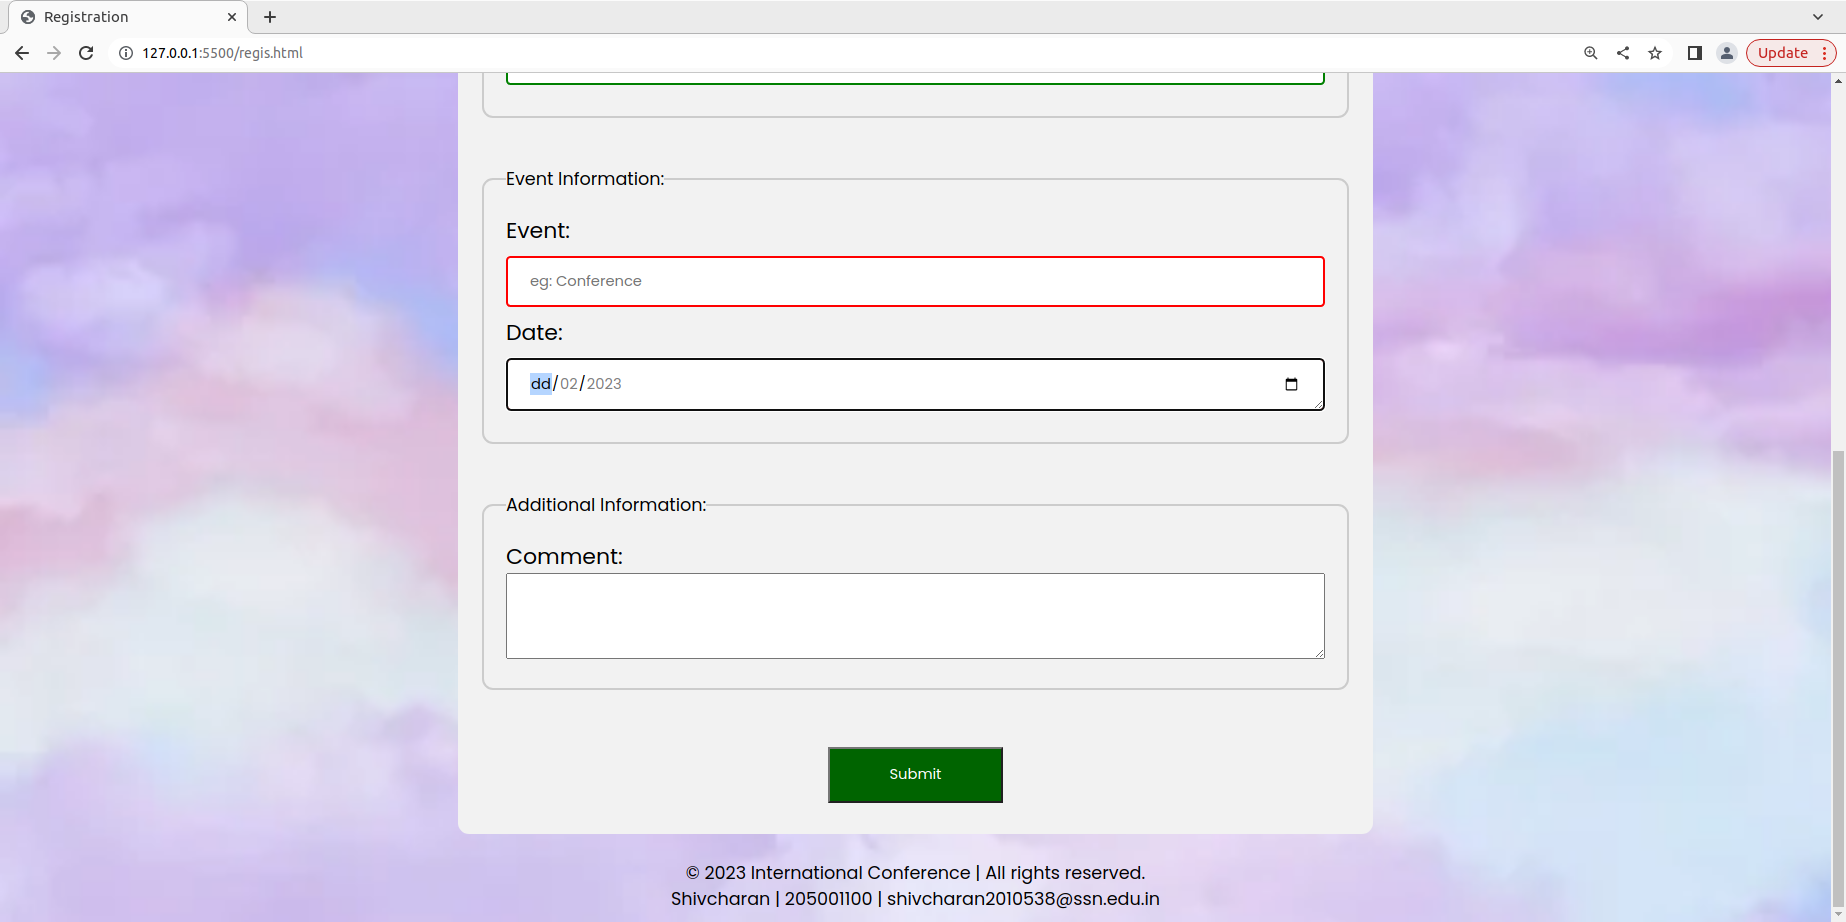 Registration
127.0.0.1:5500/regis.html
Update
Event Information:
Event:
eg: Conference
Date:
dd/02/2023
Additional Information:
Comment:
Submit
© 2023 International Conference | All rights reserved.
Shivcharan | 205001100 | shivcharan2010538@ssn.edu.in